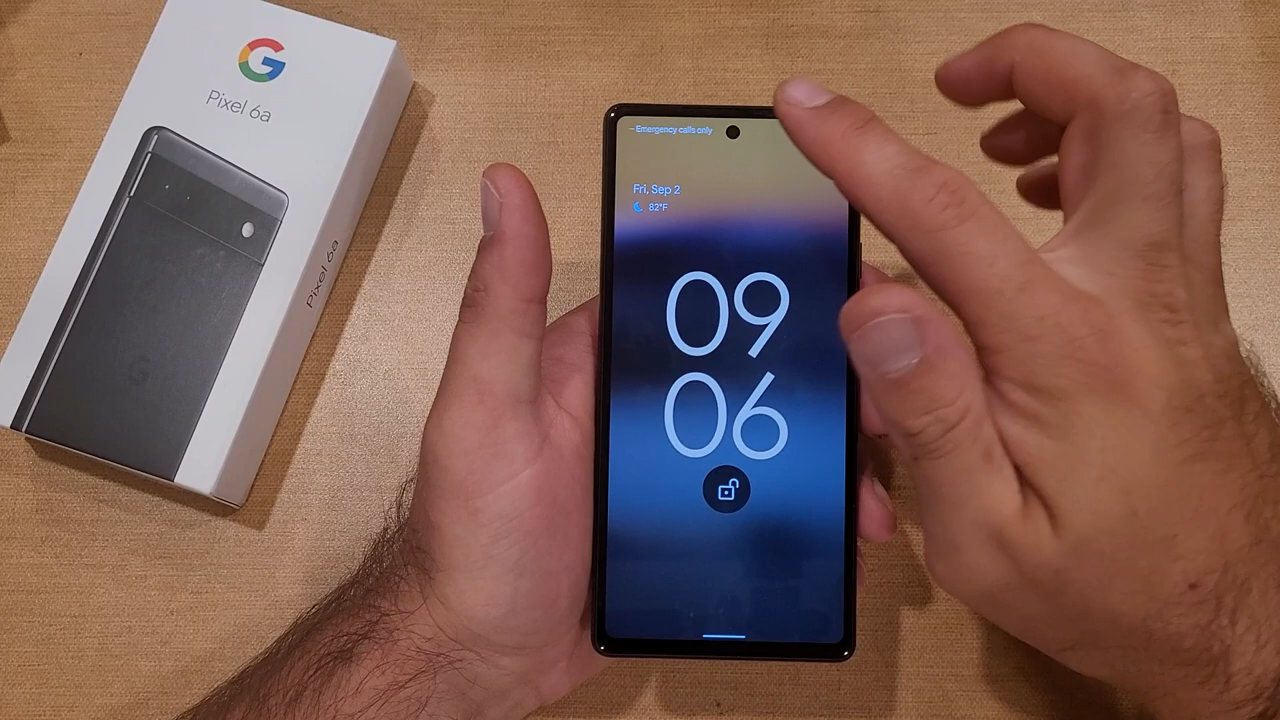 G
Pixel 6a
Pixel 6a
– Emergency calls only
Fri, Sep 2
82°F
09
06